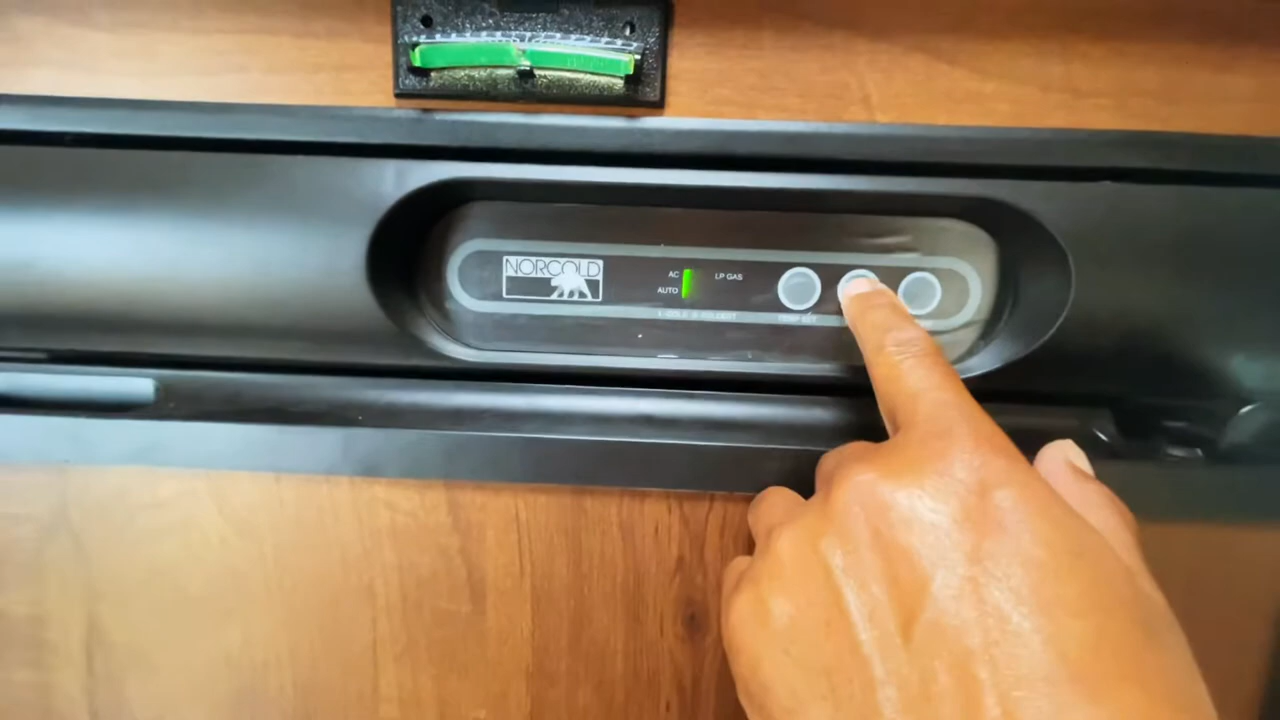 NORCOLD
AC
LP GAS
AUTO
TEMP SET